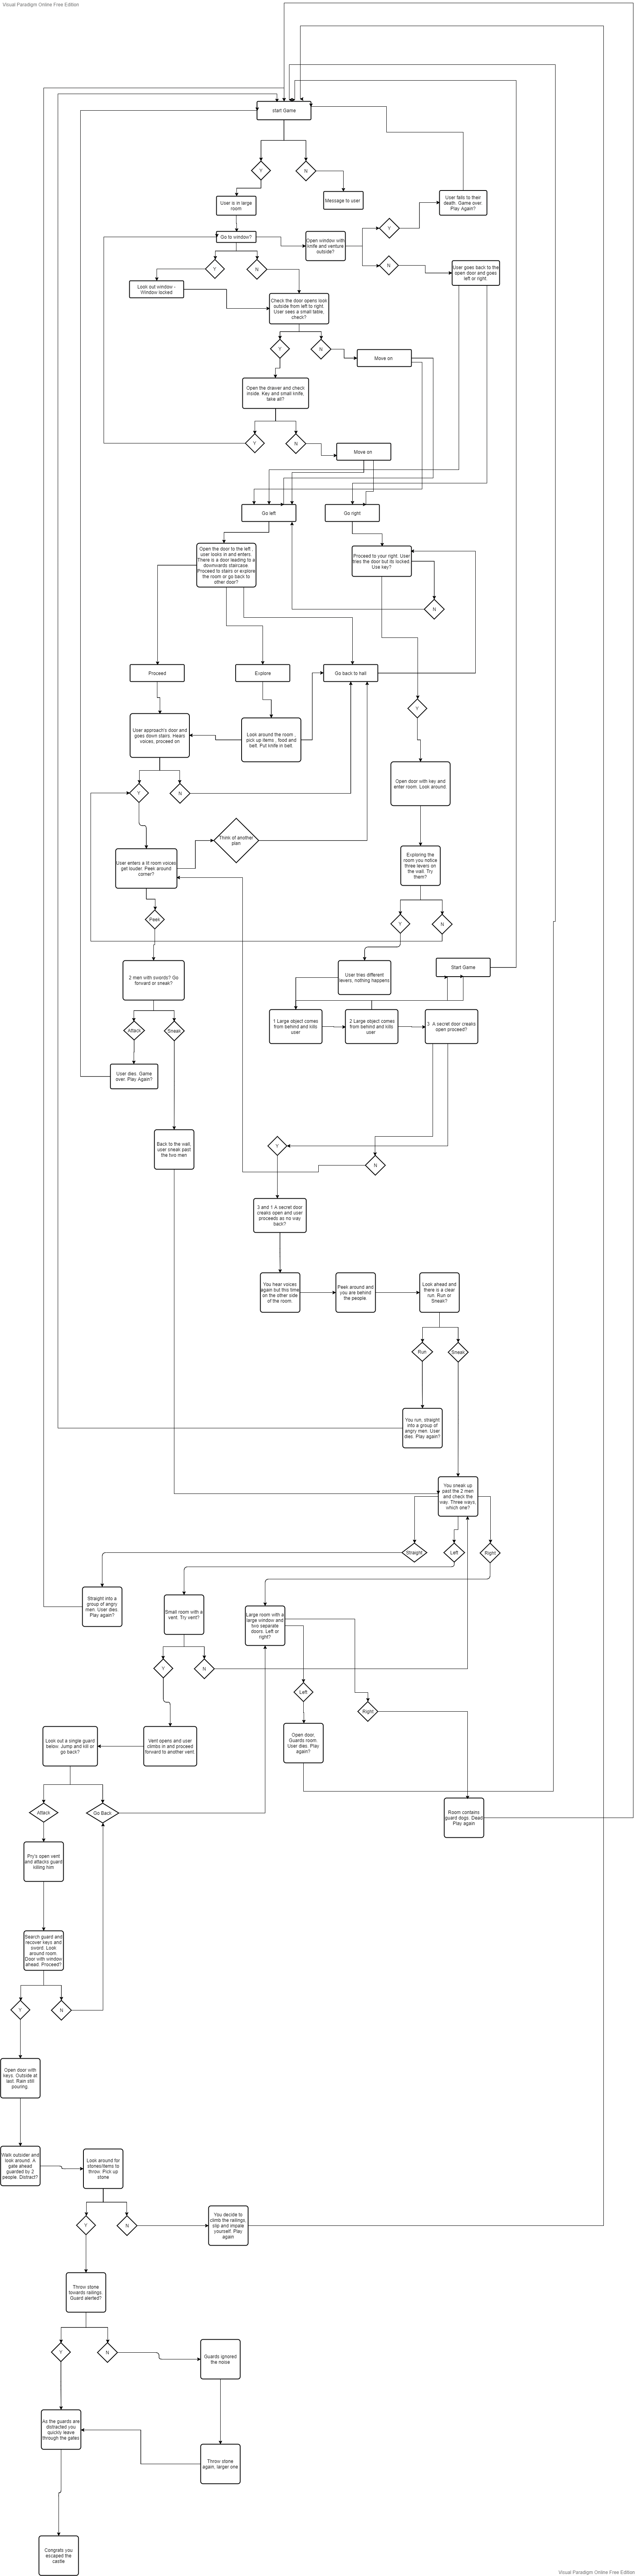 Visual Paradigm Online Free Edition
start Game
Y
N
User is in large
room
Message to user
User falls to their
death. Game over.
Play Again?
Go to window?
Open window with
knife and venture
outside?
Y
N
User goes back to the
open door and goes
left or right.
Y
N
Look out window -
Window locked
Check the door opens look
outside from left to right.
User sees a small table,
check?
Y
N
Move on
Open the drawer and check
inside. Key and small knife,
take all?
Y
N
Move on
Go left
Go right
Open the door to the left ,
user looks in and enters.
There is a door leading to a
downwards staircase.
Proceed to stairs or explore
the room or go back to
other door?
Proceed to your right. User
tries the door but its locked.
Use key?
N
Proceed
Explore
Go back to hall
Y
User approach's door and
goes down stairs. Hears
voices, proceed on
Look around the room ,
pick up items , food and
belt. Put knife in belt.
Open door with key and
enter room. Look around.
Y
N
Think of another
plan
User enters a lit room voices
get louder. Peek around
corner?
Exploring the
room you notice
three levers on
the wall. Try
them?
Peek
Y
N
2 men with swords? Go
forward or sneak?
User tries different
levers, nothing happens
Start Game
Attack
Sneak
1 Large object comes
from behind and kills
user
2 Large object comes
from behind and kills
user
3. A secret door creaks
open proceed?
User dies. Game
over. Play Again?
Back to the wall,
user sneak past
the two men
Y
N
3 and 1 A secret door
creaks open and user
proceeds as no way
back?
You hear voices
again but this time
on the other side
of the room.
Peek around and
you are behind
the people
Look ahead and
there is a clear
run. Run or
Sneak?
Run
Sneak
You run, straight
into a group of
angry men. User
dies, Play again?
You sneak up
past the 2 men
and check the
way. Three ways,
which one?
Straight
Left
Right
Straight into a
group of angry
men. User dies.
Play again?
Small room with a
vent. Try vent?
Large room with a
large window and
two separate
doors. Left or
right?
Y
N
Left
Right
Look out a single guard
below. Jump and kill or
go back?
Vent opens and user
climbs in and proceed
forward to another vent.
Open door,
Guards room.
User dies. Play
again?
Attack
Go Back
Room contains
guard dogs. Dead
Play again
Pry's open vent
and attacks guard
killing him
Search guard and
recover keys and
sword. Look
around room.
Door with window
ahead. Proceed?
Y
N
Open door with
keys. Outside at
last. Rain still
pouring
Walk outsider and
look around. A
gate ahead
guarded by 2
people. Distract?
Look around for
stones/items to
throw. Pick up
stone
Y
N
You decide to
climb the railings,
slip and impale
yourself. Play
again
Throw stone
towards railings.
Guard alerted?
Y
N
Guards ignored
the noise
As the guards are
distracted you
quickly leave
through the gates
Throw stone
again, larger one
Congrats you
escaped the
castle
Visual Paradigm Online Free Edition